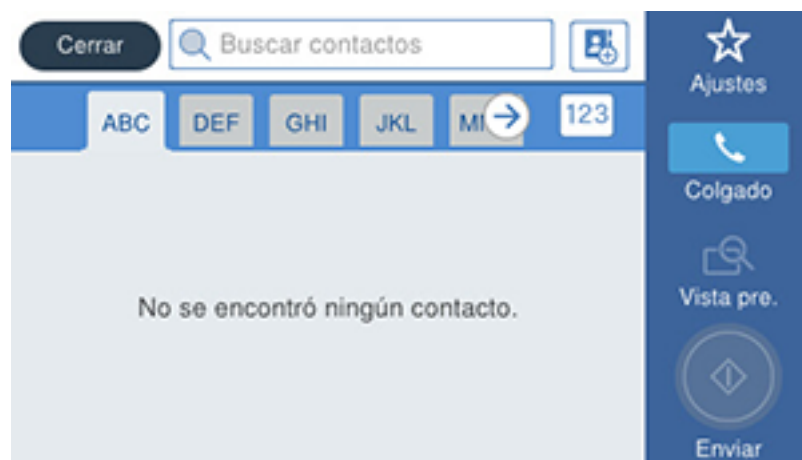 Cerrar
Buscar contactos
Ajustes
ABC
DEF
GHI
JKL
123
Colgado
Vista pre.
No se encontró ningún contacto.
Enviar